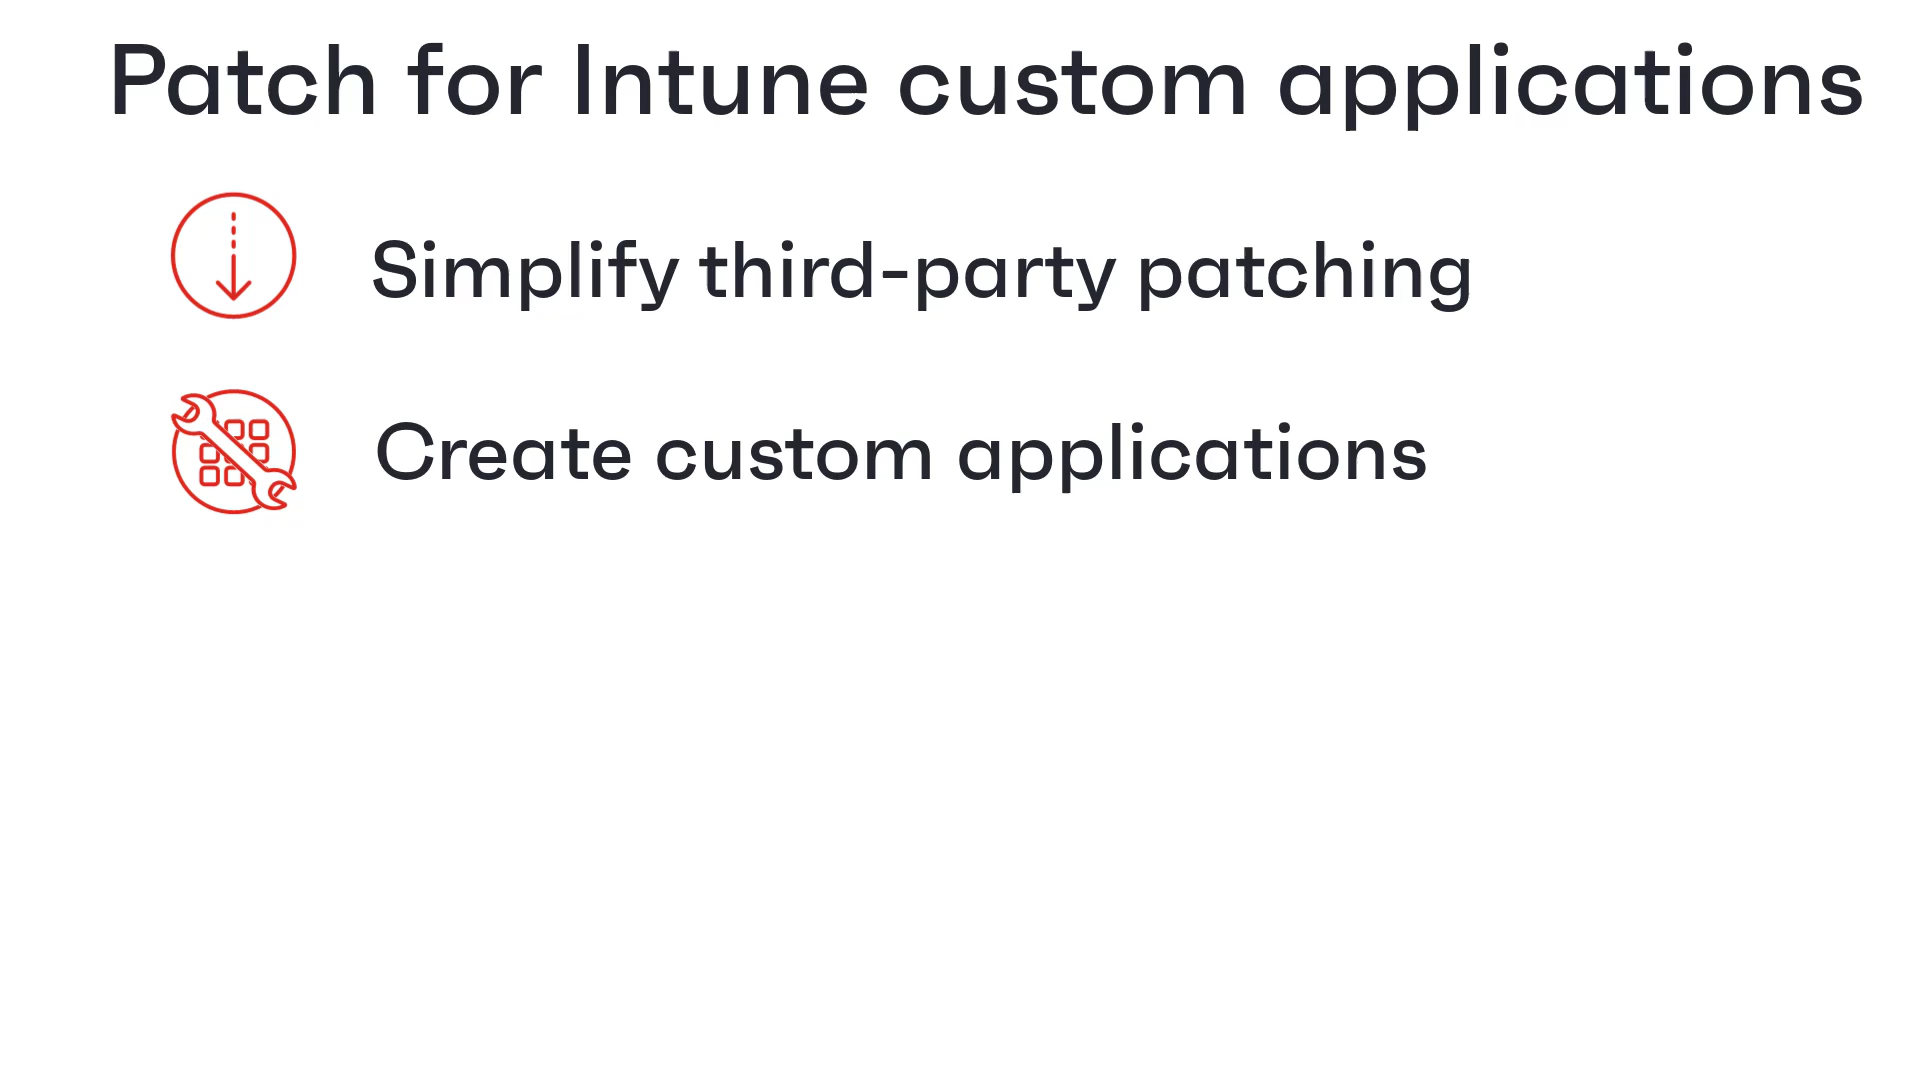 Patch for Intune custom applications
Simplify third-party patching
Create custom applications